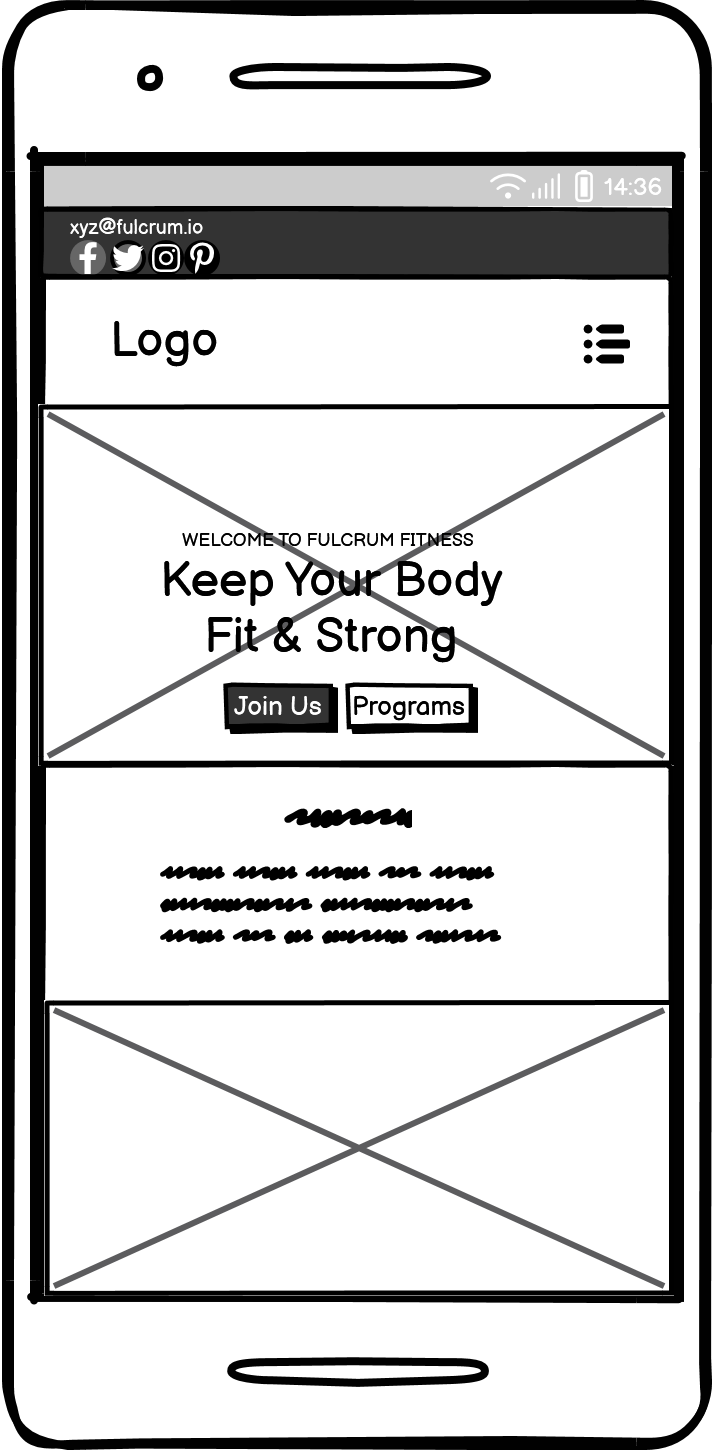 14:36
xyz@fulcrum.io
Logo
WELCOME TO FULCRUM FITNESS
Keep Your Body
Fit & Strong
Join Us Programs